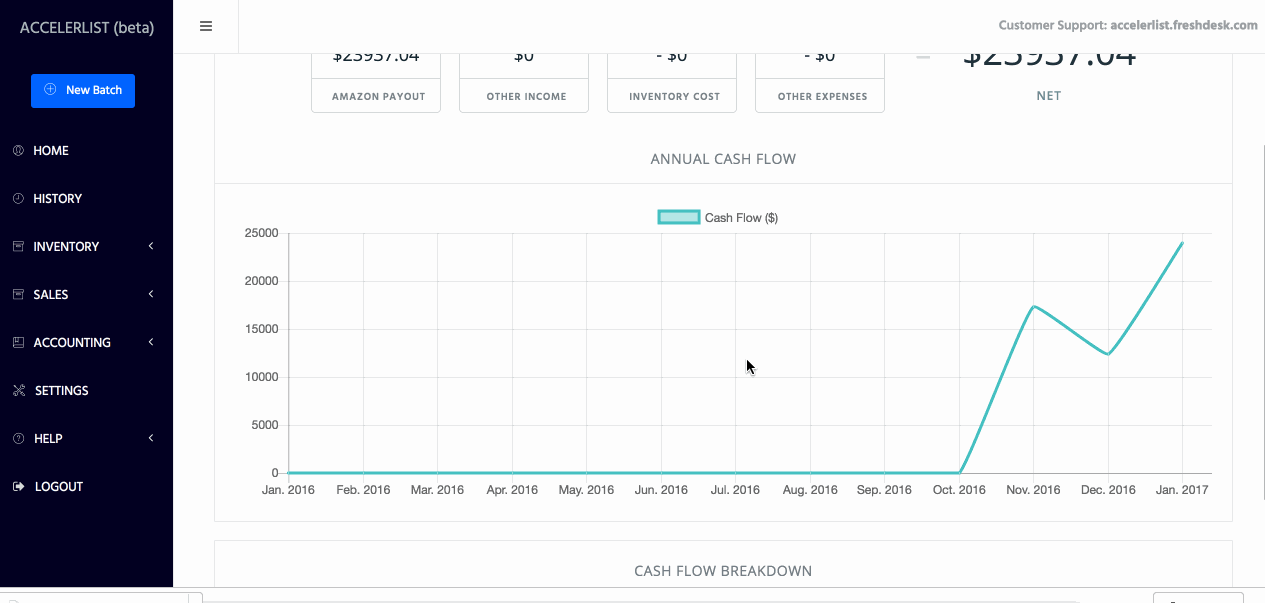 ACCELERLIST (beta)
Customer Support: accelerlist.freshdesk.com
New Batch
HOME
HISTORY
INVENTORY
SALES
ACCOUNTING
SETTINGS
HELP
LOGOUT
$23937.04
$0
- $0
- $0
$23937.04
AMAZON PAYOUT
OTHER INCOME
INVENTORY COST
OTHER EXPENSES
NET
ANNUAL CASH FLOW
Cash Flow ($)
25000
20000
15000
10000
5000
0
Jan. 2016 Feb. 2016 Mar. 2016 Apr. 2016 May. 2016 Jun. 2016 Jul. 2016 Aug. 2016 Sep. 2016 Oct. 2016 Nov. 2016 Dec. 2016 Jan. 2017
CASH FLOW BREAKDOWN